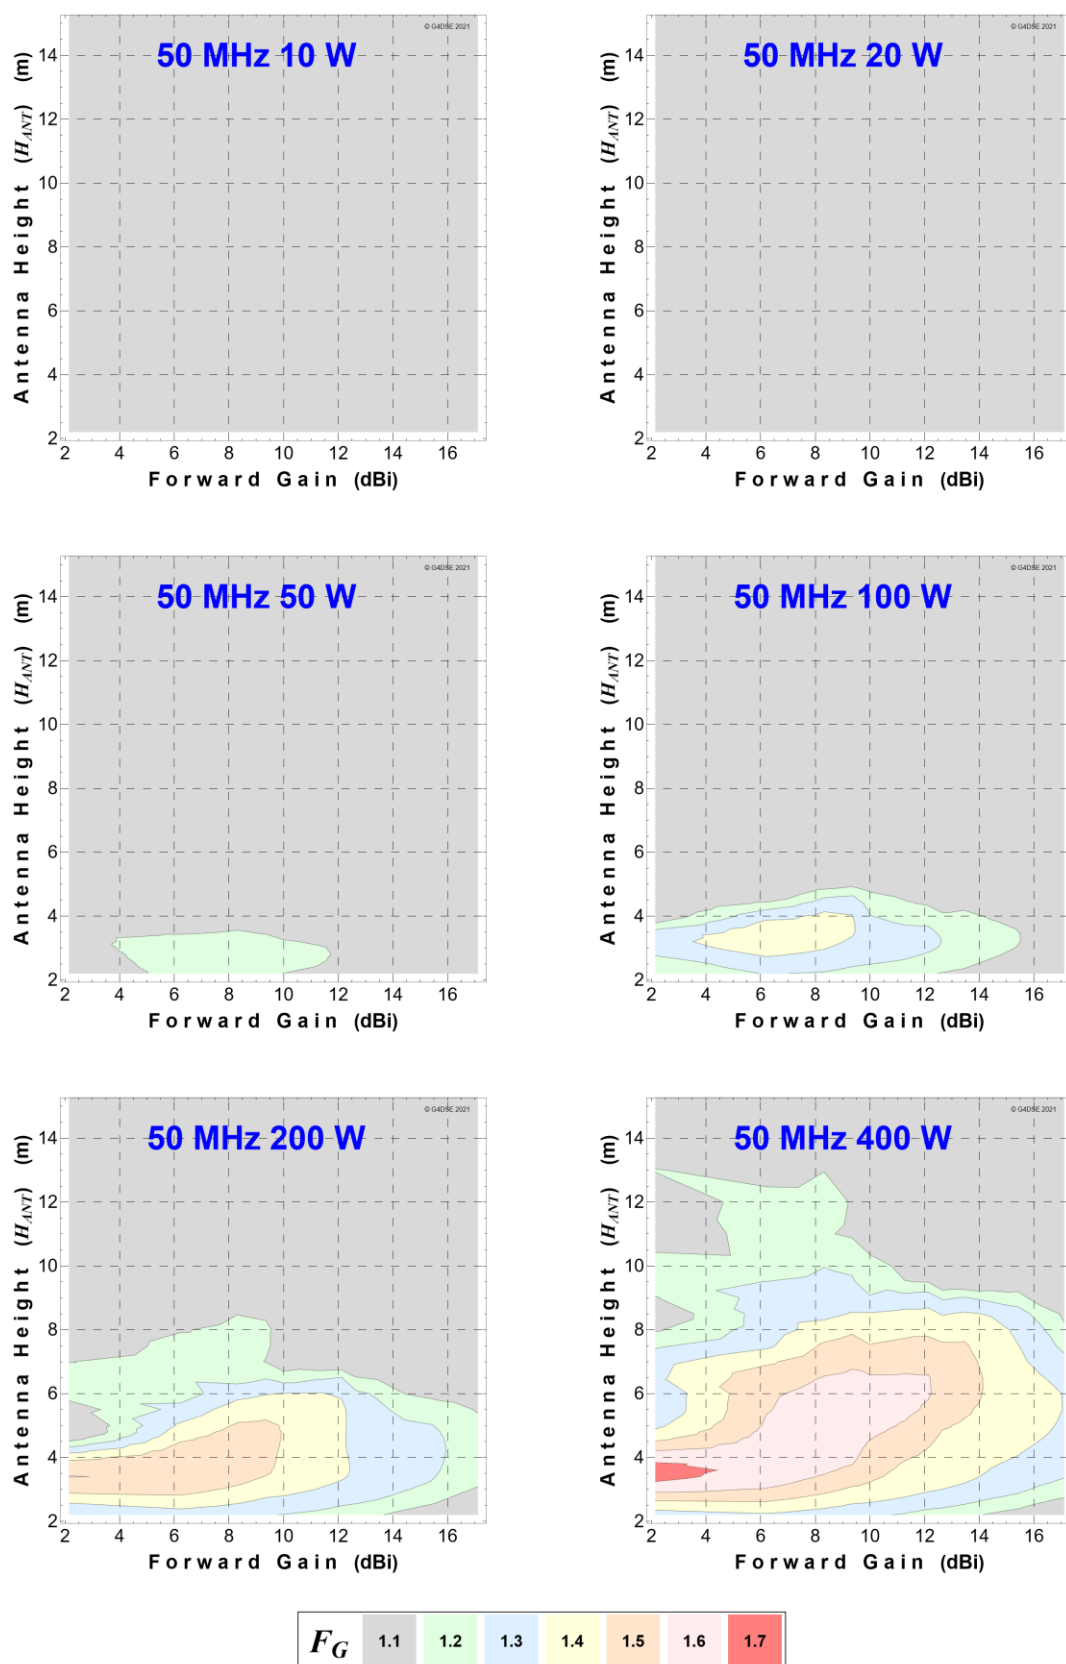 © G4DSE 2021
50 MHz 10 W
Antenna Height (H_ANT) (m)
14
12
10
8
6
4
2
2 4 6 8 10 12 14 16
Forward Gain (dBi)
© G4DSE 2021
50 MHz 20 W
Antenna Height (H_ANT) (m)
14
12
10
8
6
4
2
2 4 6 8 10 12 14 16
Forward Gain (dBi)
© G4DSE 2021
50 MHz 50 W
Antenna Height (H_ANT) (m)
14
12
10
8
6
4
2
2 4 6 8 10 12 14 16
Forward Gain (dBi)
© G4DSE 2021
50 MHz 100 W
Antenna Height (H_ANT) (m)
14
12
10
8
6
4
2
2 4 6 8 10 12 14 16
Forward Gain (dBi)
© G4DSE 2021
50 MHz 200 W
Antenna Height (H_ANT) (m)
14
12
10
8
6
4
2
2 4 6 8 10 12 14 16
Forward Gain (dBi)
© G4DSE 2021
50 MHz 400 W
Antenna Height (H_ANT) (m)
14
12
10
8
6
4
2
2 4 6 8 10 12 14 16
Forward Gain (dBi)
F_G 1.1 1.2 1.3 1.4 1.5 1.6 1.7